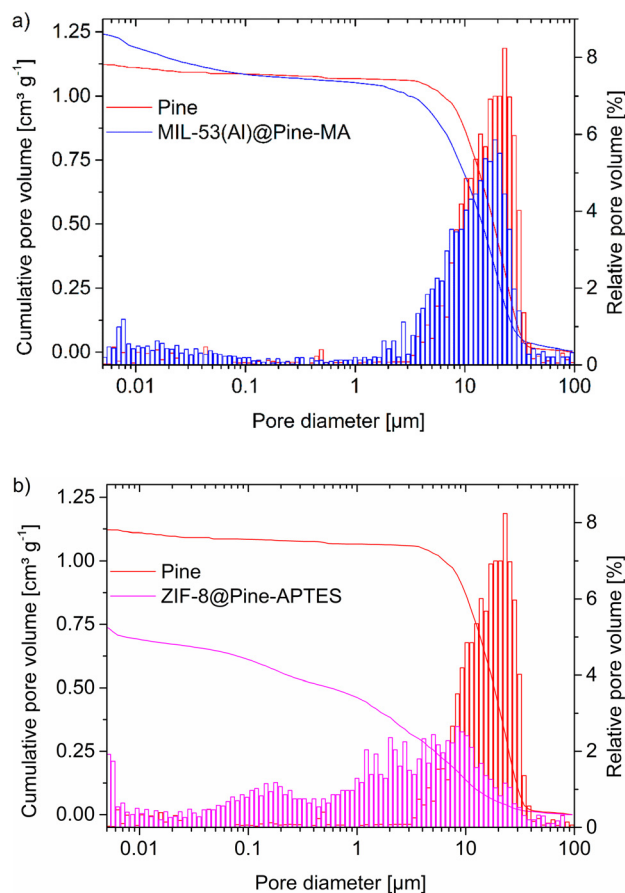 a)
1.25
1.00
0.75
0.50
0.25
0.00
Cumulative pore volume [cm³ g⁻¹]
8
6
4
2
0
Relative pore volume [%]
Pine
MIL-53(Al)@Pine-MA
0.01 0.1 1 10 100
Pore diameter [µm]
b)
1.25
1.00
0.75
0.50
0.25
0.00
Cumulative pore volume [cm³ g⁻¹]
8
6
4
2
0
Relative pore volume [%]
Pine
ZIF-8@Pine-APTES
0.01 0.1 1 10 100
Pore diameter [µm]